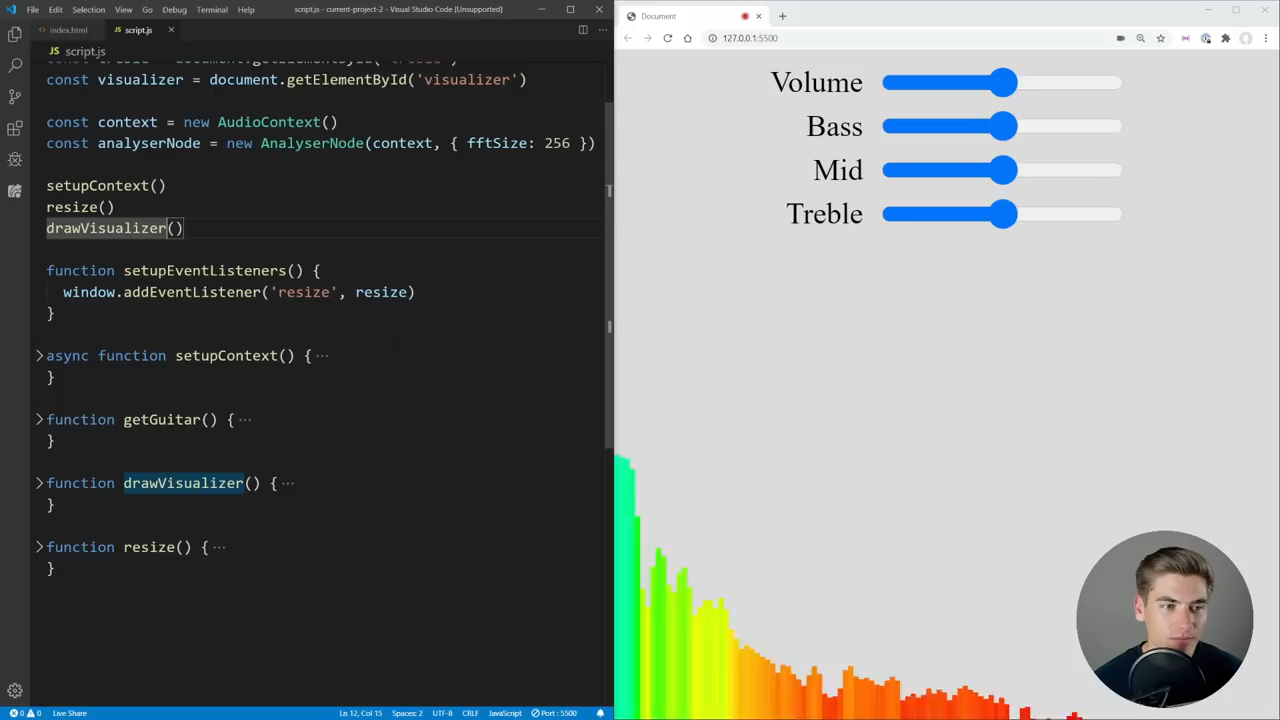 File Edit Selection View Go Debug Terminal Help script.js - current-project-2 - Visual Studio Code [Unsupported]
index.html script.js
script.js
const visualizer = document.getElementById('visualizer')
const context = new AudioContext()
const analyserNode = new AnalyserNode(context, { fftSize: 256 })
setupContext()
resize()
drawVisualizer()
function setupEventListeners() {
window.addEventListener('resize', resize)
}
async function setupContext() { ···
}
function getGuitar() { ···
}
function drawVisualizer() { ···
}
function resize() { ···
}
0 0 Live Share Ln 12, Col 15 Spaces: 2 UTF-8 CRLF JavaScript Port : 5500
Document
127.0.0.1:5500
Volume
Bass
Mid
Treble